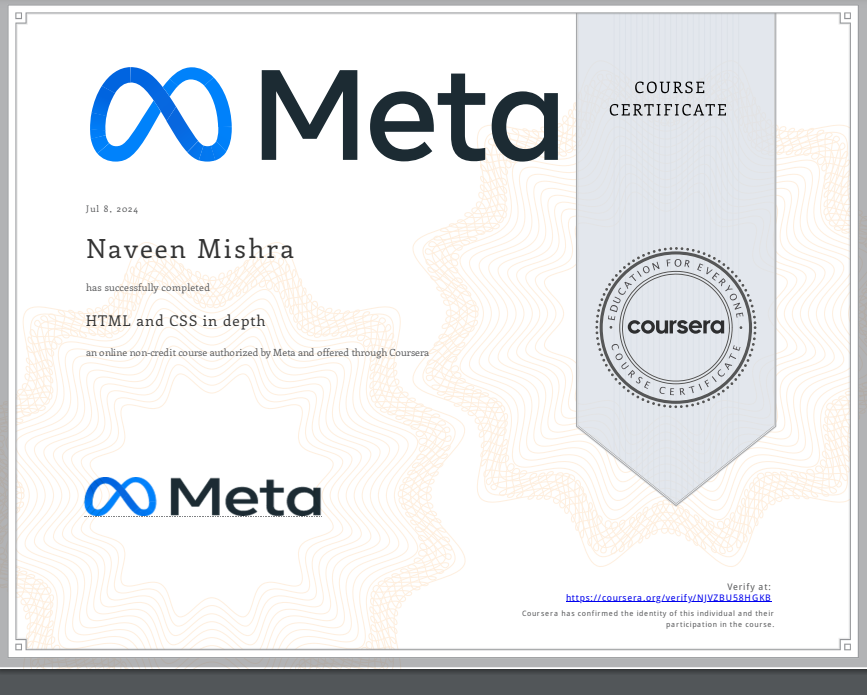 Meta
COURSE
CERTIFICATE
Jul 8, 2024
Naveen Mishra
has successfully completed
HTML and CSS in depth
an online non-credit course authorized by Meta and offered through Coursera
EDUCATION FOR EVERYONE
coursera
COURSE CERTIFICATE
Meta
Verify at:
https://coursera.org/verify/NJVZBU58HGKB
Coursera has confirmed the identity of this individual and their
participation in the course.